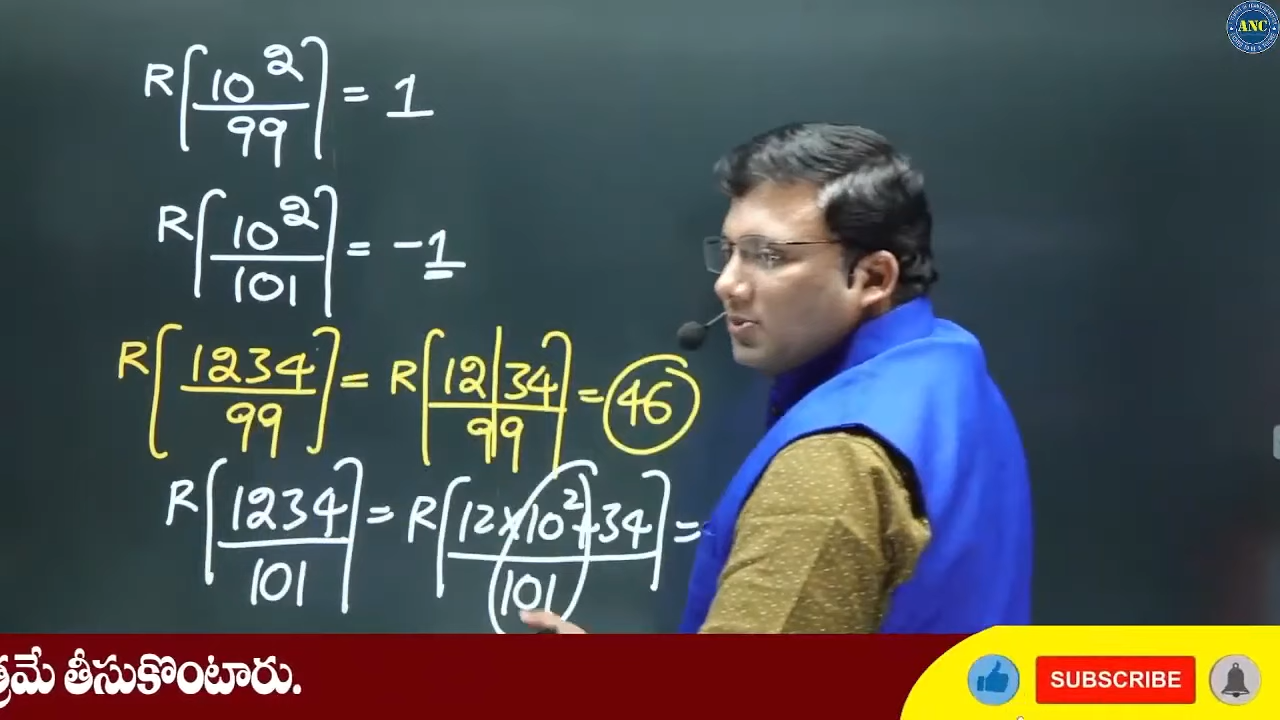 ANC
R[10²/99] = 1
R[10²/101] = -1
R[1234/99] = R[12|34/99] = 46
R[1234/101] = R[12×10²+34/101] =
తీసుకొంటారు.
SUBSCRIBE